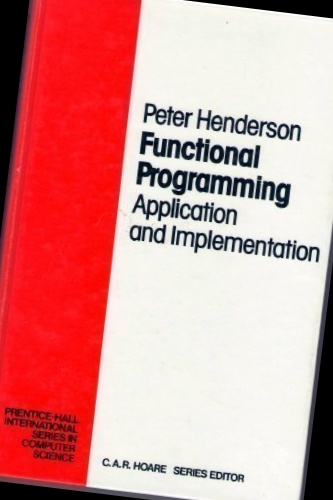 Peter Henderson
Functional
Programming
Application
and Implementation
PRENTICE-HALL
INTERNATIONAL
SERIES IN
COMPUTER
SCIENCE
C.A.R. HOARE SERIES EDITOR